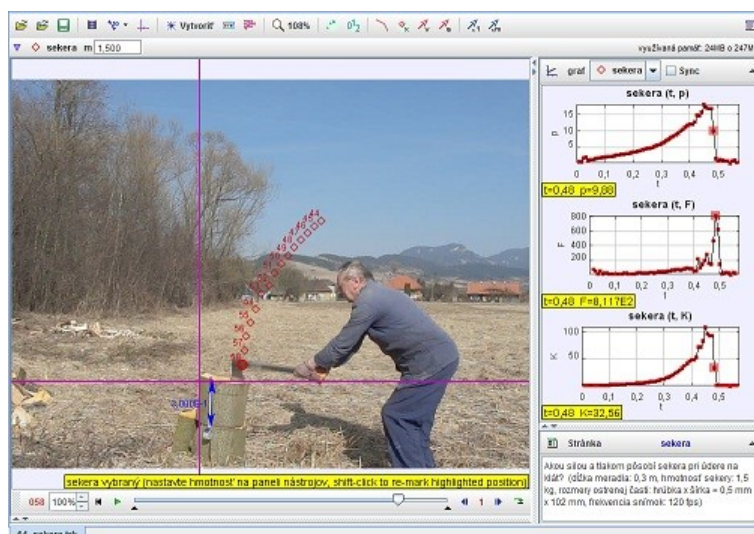 Vytvoriť 108%
sekera m 1,500
využívaná pamäť: 24MB o 247M
graf sekera Sync
sekera (t, p)
15
10
5
p
0 0,1 0,2 0,3 0,4 0,5
t
t=0,48 p=9,88
sekera (t, F)
800
600
400
200
F
0 0,1 0,2 0,3 0,4 0,5
t
t=0,48 F=8,117E2
sekera (t, K)
100
50
K
0 0,1 0,2 0,3 0,4 0,5
t
t=0,48 K=32,56
55
56
57
sekera vybraný (nastavte hmotnosť na paneli nástrojov, shift-click to re-mark highlighted position)
058 100% 1
Stránka sekera
Akou silou a tlakom pôsobí sekera pri údere na
klát? (dĺžka meradla: 0,3 m, hmotnosť sekery: 1,5
kg, rozmery ostrenej časti: hrúbka x šírka = 0,5 mm
x 102 mm, frekvencia snímok: 120 fps)